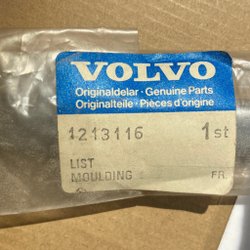 VOLVO
Originaldelar · Genuine Parts
Originalteile · Pièces d'origine
1213116 1st
LIST
MOULDING FR.